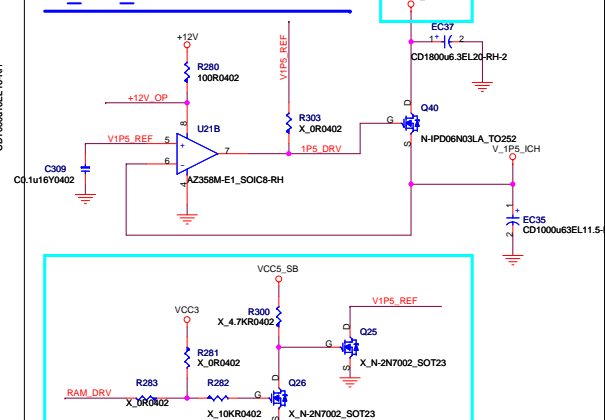 +12V
R280
100R0402
+12V_OP
V1P5_REF
EC37
1 + 2
CD1800u6.3EL20-RH-2
V1P5_REF
5
6
8
4
7
+
-
U21B
AZ358M-E1_SOIC8-RH
R303
X_0R0402
1P5_DRV
G
D
S
Q40
N-IPD06N03LA_TO252
V_1P5_ICH
C309
C0.1u16Y0402
1
+
2
EC35
CD1000u63EL11.5-
VCC5_SB
VCC3
R300
X_4.7KR0402
V1P5_REF
D
G
S
Q25
X_N-2N7002_SOT23
R281
X_0R0402
RAM_DRV
R283
X_0R0402
R282
X_10KR0402
G
D
S
Q26
X_N-2N7002_SOT23